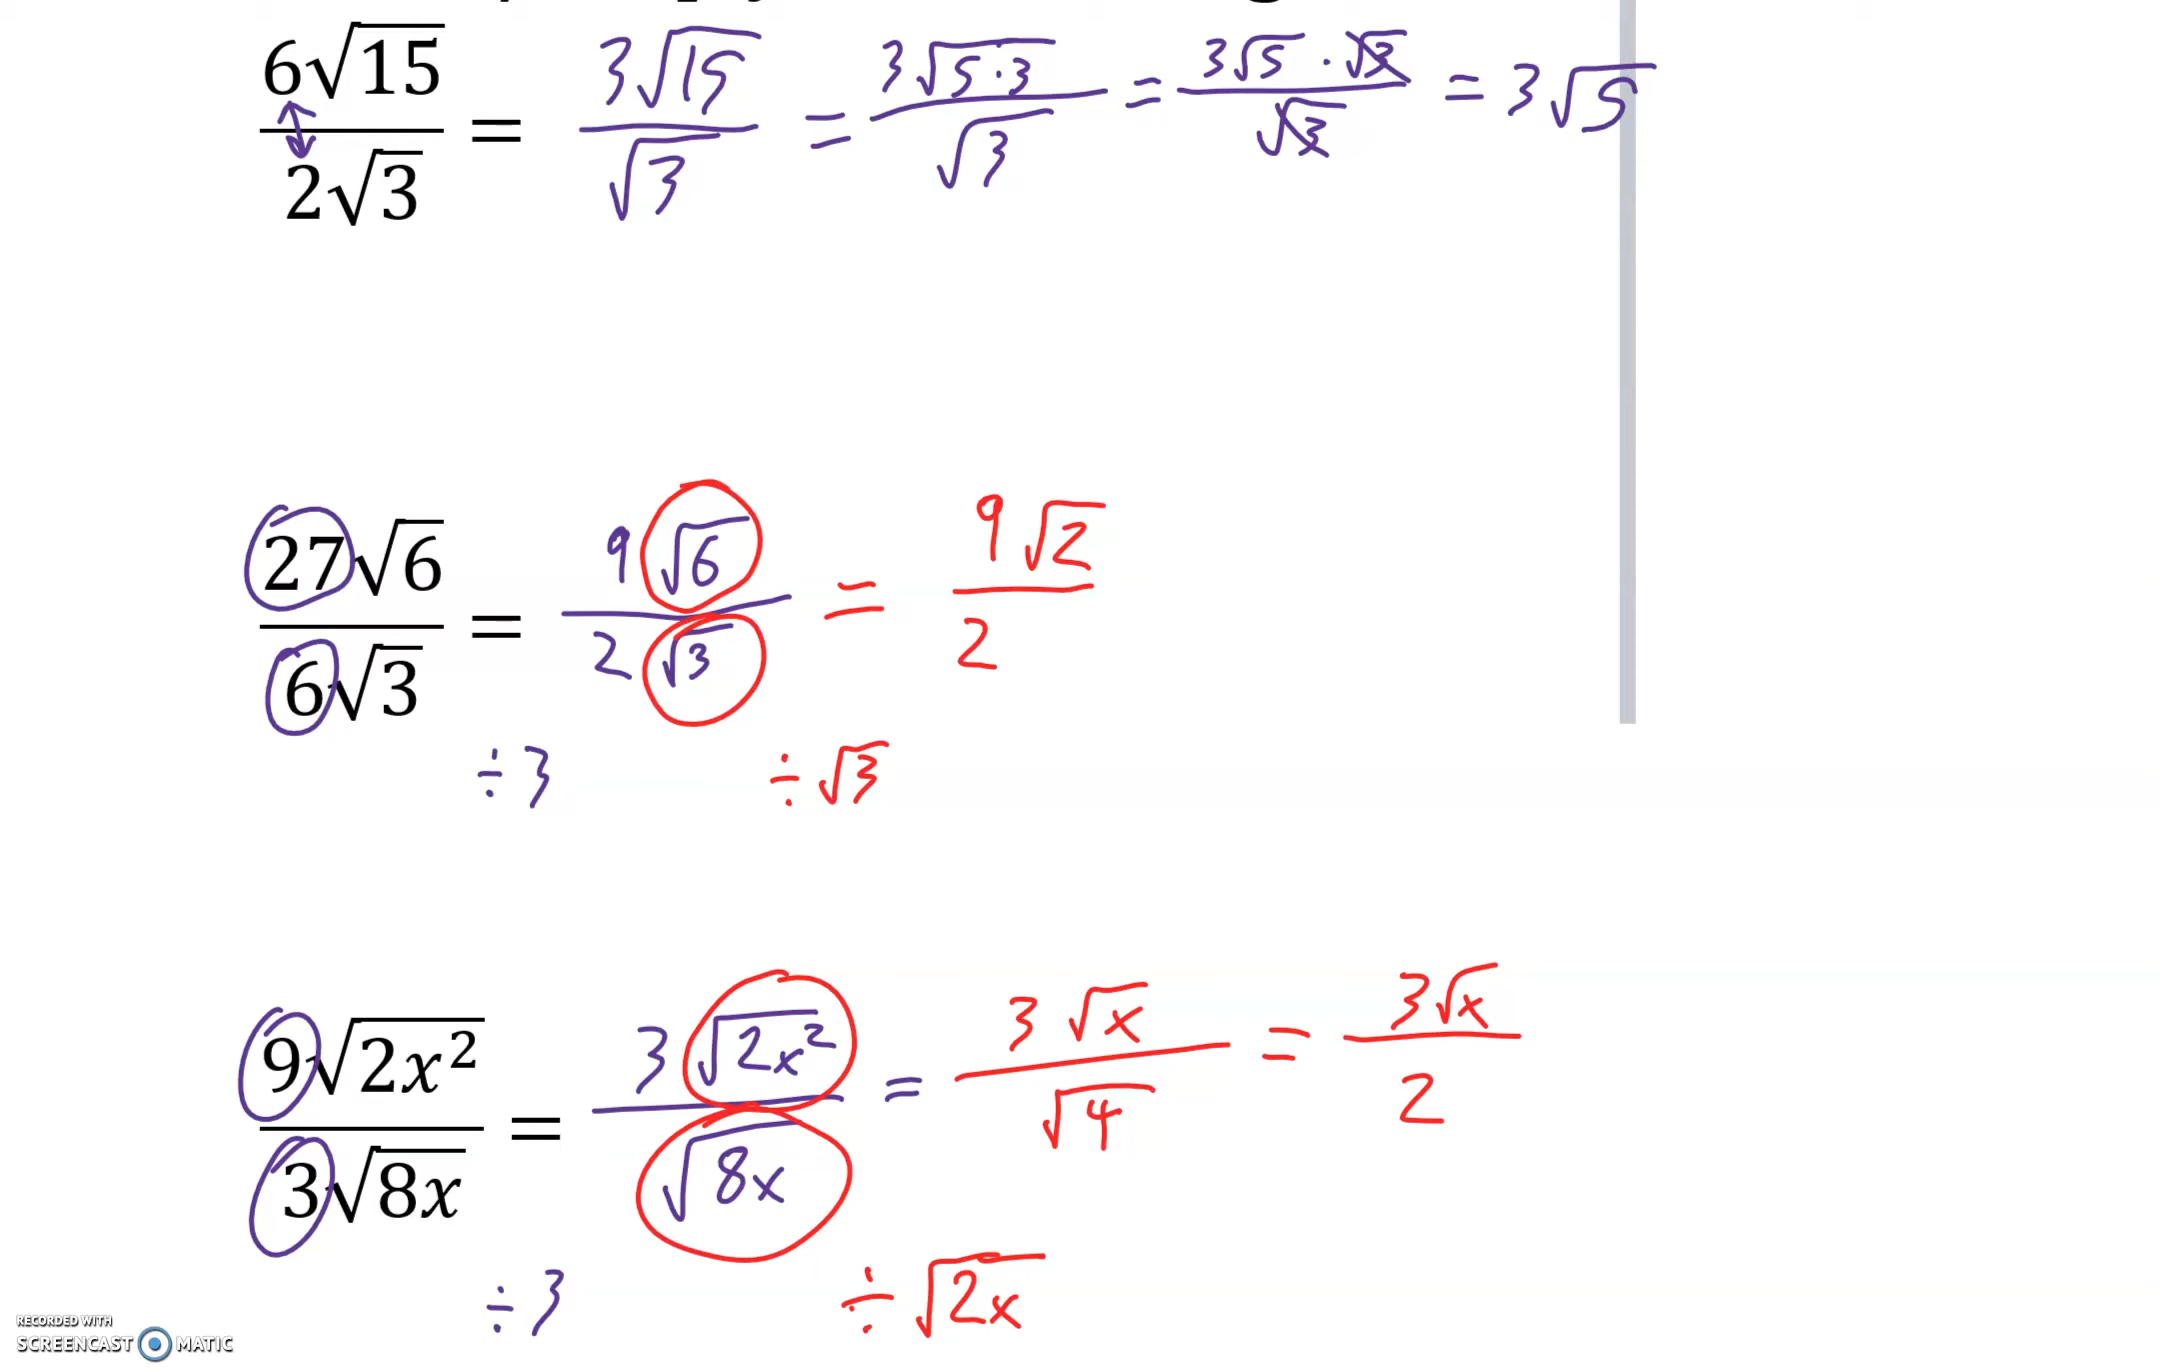 6√15 / 2√3 = 3√15 / √3 = 3√5·3 / √3 = 3√5 · √3 / √3 = 3√5
27√6 / 6√3 = 9√6 / 2√3 = 9√2 / 2
÷3 ÷√3
9√2x² / 3√8x = 3√2x² / √8x = 3√x / √4 = 3√x / 2
÷3 ÷√2x
RECORDED WITH
SCREENCAST MATIC